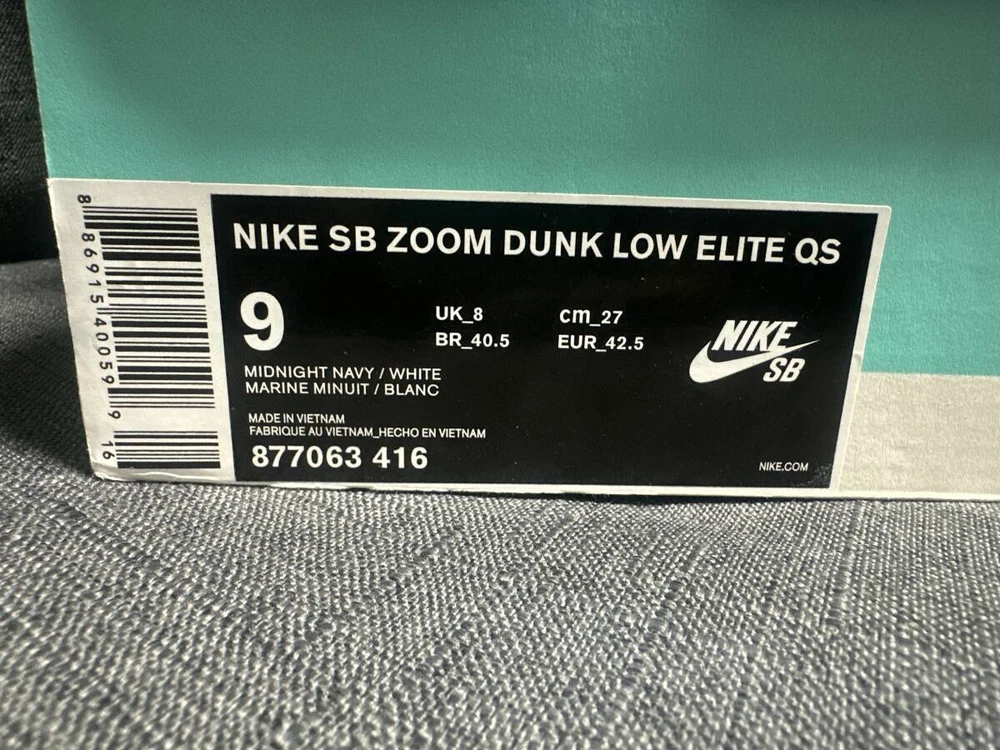 NIKE SB ZOOM DUNK LOW ELITE QS
9
UK_8 cm_27
BR_40.5 EUR_42.5
NIKE
SB
MIDNIGHT NAVY / WHITE
MARINE MINUIT / BLANC
MADE IN VIETNAM
FABRIQUE AU VIETNAM_HECHO EN VIETNAM
877063 416
NIKE.COM
8 86915 40059 9 16